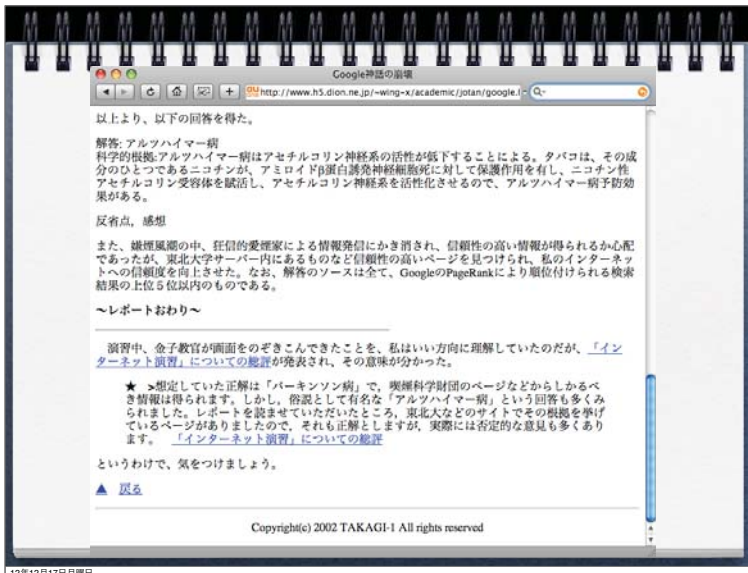 Google神話の崩壊
http://www.h5.dion.ne.jp/~wing-x/academic/jotan/google.l
以上より、以下の回答を得た。
解答: アルツハイマー病
科学的根拠:アルツハイマー病はアセチルコリン神経系の活性が低下することによる。タバコは、その成
分のひとつであるニコチンが、アミロイドβ蛋白誘発神経細胞死に対して保護作用を有し、ニコチン性
アセチルコリン受容体を賦活し、アセチルコリン神経系を活性化させるので、アルツハイマー病予防効
果がある。
反省点，感想
また、嫌煙風潮の中、狂信的愛煙家による情報発信にかき消され、信頼性の高い情報が得られるか心配
であったが、東北大学サーバー内にあるものなど信頼性の高いページを見つけられ、私のインターネッ
トへの信頼度を向上させた。なお、解答のソースは全て、GoogleのPageRankにより順位付けられる検索
結果の上位５位以内のものである。
～レポートおわり～
演習中、金子教官が画面をのぞきこんできたことを、私はいい方向に理解していたのだが、「イン
ターネット演習」についての総評が発表され、その意味が分かった。
★ >想定していた正解は「パーキンソン病」で，喫煙科学財団のページなどからしかるべ
き情報は得られます。しかし，俗説として有名な「アルツハイマー病」という回答も多くみ
られました。レポートを読ませていただいたところ，東北大などのサイトでその根拠を挙げ
ているページがありましたので，それも正解としますが，実際には否定的な意見も多くあり
ます。 「インターネット演習」についての総評
というわけで、気をつけましょう。
▲ 戻る
Copyright(c) 2002 TAKAGI-1 All rights reserved
12年12月17日月曜日